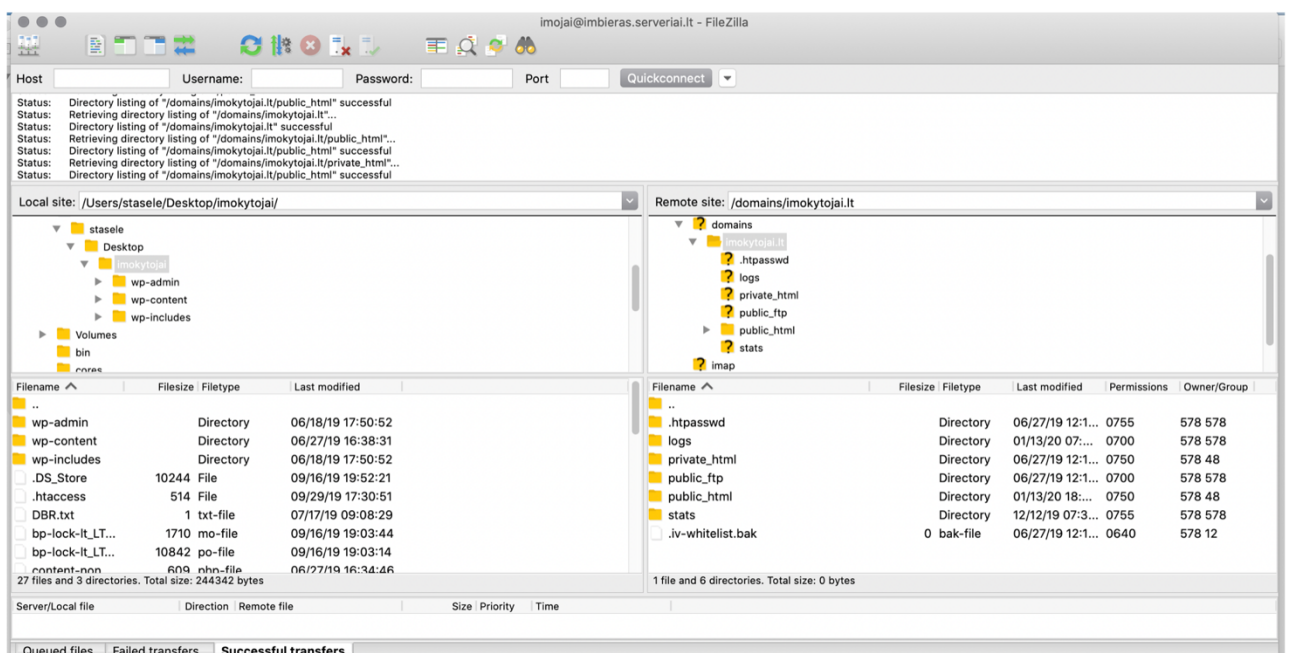 imojai@imbieras.serveriai.lt - FileZilla
Host Username: Password: Port Quickconnect
Status: Directory listing of "/domains/imokytojai.lt/public_html" successful
Status: Retrieving directory listing of "/domains/imokytojai.lt"...
Status: Directory listing of "/domains/imokytojai.lt" successful
Status: Retrieving directory listing of "/domains/imokytojai.lt/public_html"...
Status: Directory listing of "/domains/imokytojai.lt/public_html" successful
Status: Retrieving directory listing of "/domains/imokytojai.lt/private_html"...
Status: Directory listing of "/domains/imokytojai.lt/public_html" successful
Local site: /Users/stasele/Desktop/imokytojai/
stasele
Desktop
imokytojai
wp-admin
wp-content
wp-includes
Volumes
bin
cores
Filename Filesize Filetype Last modified
..
wp-admin Directory 06/18/19 17:50:52
wp-content Directory 06/27/19 16:38:31
wp-includes Directory 06/18/19 17:50:52
.DS_Store 10244 File 09/16/19 19:52:21
.htaccess 514 File 09/29/19 17:30:51
DBR.txt 1 txt-file 07/17/19 09:08:29
bp-lock-lt_LT... 1710 mo-file 09/16/19 19:03:44
bp-lock-lt_LT... 10842 po-file 09/16/19 19:03:14
content-non 609 php-file 06/27/19 16:34:46
27 files and 3 directories. Total size: 244342 bytes
Remote site: /domains/imokytojai.lt
domains
imokytojai.lt
.htpasswd
logs
private_html
public_ftp
public_html
stats
imap
Filename Filesize Filetype Last modified Permissions Owner/Group
..
.htpasswd Directory 06/27/19 12:1... 0755 578 578
logs Directory 01/13/20 07:... 0700 578 578
private_html Directory 06/27/19 12:1... 0750 578 48
public_ftp Directory 06/27/19 12:1... 0700 578 578
public_html Directory 01/13/20 18:... 0750 578 48
stats Directory 12/12/19 07:3... 0755 578 578
.iv-whitelist.bak 0 bak-file 06/27/19 12:1... 0640 578 12
1 file and 6 directories. Total size: 0 bytes
Server/Local file Direction Remote file Size Priority Time
Queued files Failed transfers Successful transfers